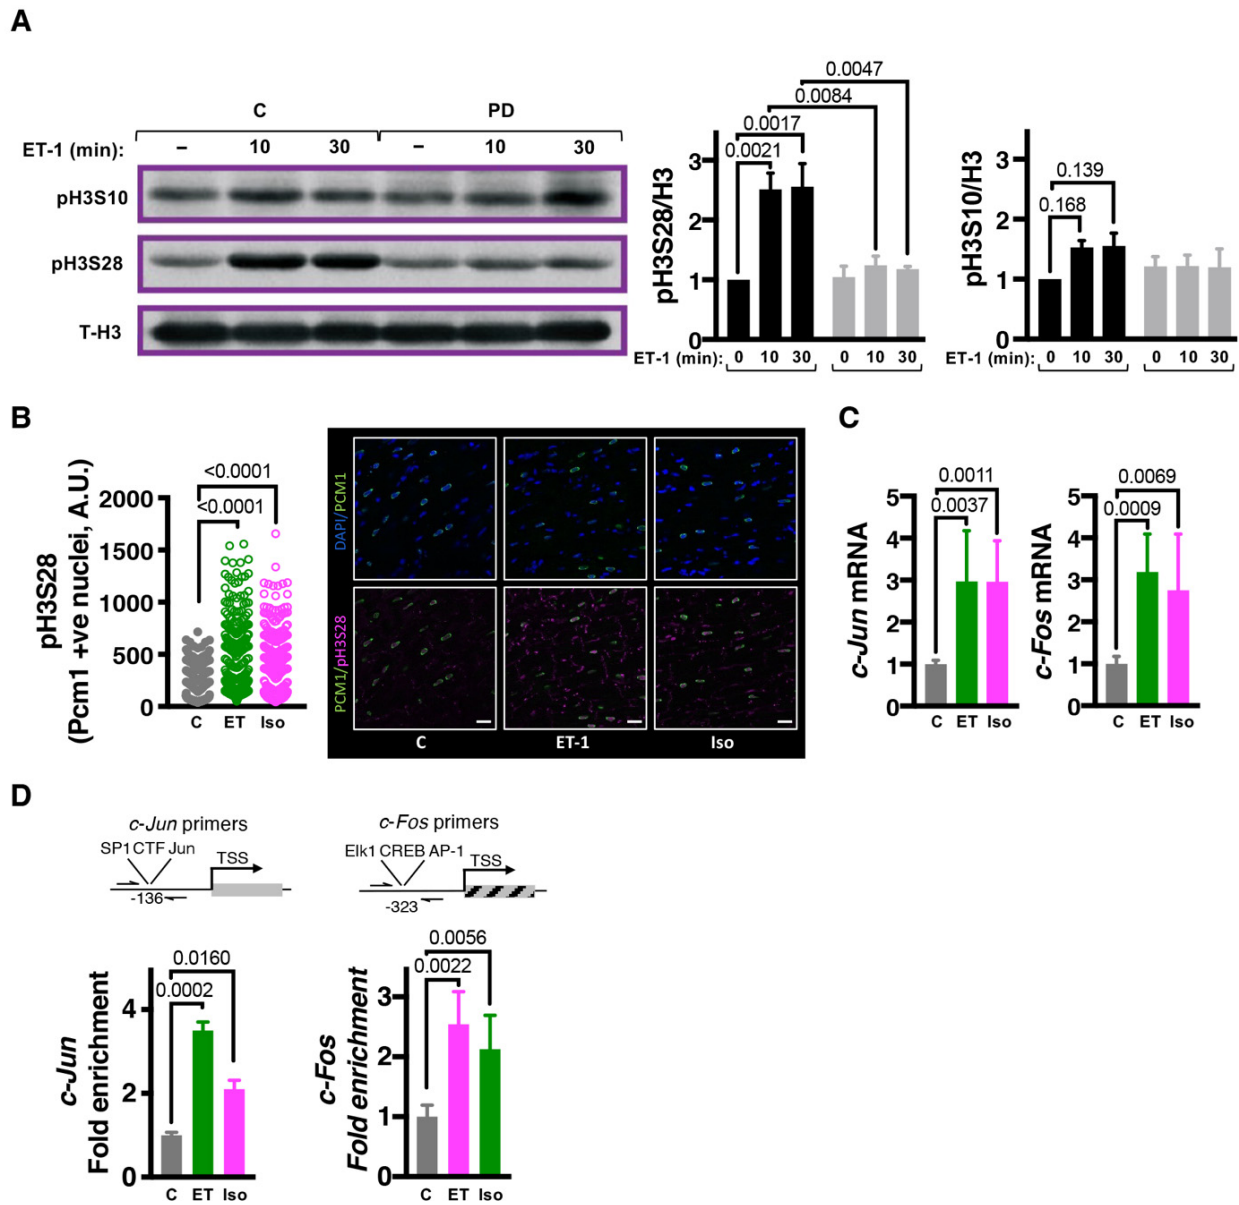 A
C PD
ET-1 (min): – 10 30 – 10 30
pH3S10
pH3S28
T-H3
0.0047
0.0084
0.0017
0.0021
pH3S28/H3
3
2
1
0
ET-1 (min): 0 10 30 0 10 30
0.139
0.168
pH3S10/H3
3
2
1
0
ET-1 (min): 0 10 30 0 10 30
B
<0.0001
<0.0001
pH3S28
(Pcm1 +ve nuclei, A.U.)
2000
1500
1000
500
0
C ET Iso
DAPI/PCM1
PCM1/pH3S28
C ET-1 Iso
C
0.0011
0.0037
c-Jun mRNA
5
4
3
2
1
0
C ET Iso
0.0069
0.0009
c-Fos mRNA
5
4
3
2
1
0
C ET Iso
D
c-Jun primers
SP1 CTF Jun
TSS
-136
c-Fos primers
Elk1 CREB AP-1
TSS
-323
0.0160
0.0002
c-Jun
Fold enrichment
4
2
0
C ET Iso
0.0056
0.0022
c-Fos
Fold enrichment
3
2
1
0
C ET Iso